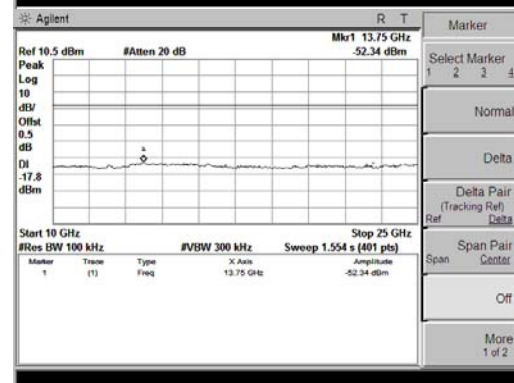 Agilent R T
Mkr1 13.75 GHz
Ref 10.5 dBm #Atten 20 dB -52.34 dBm
Peak
Log
10
dB/
Offst
0.5
dB
DI
-17.8
dBm
1
Start 10 GHz Stop 25 GHz
#Res BW 100 kHz #VBW 300 kHz Sweep 1.554 s (401 pts)
Marker Trace Type X Axis Amplitude
1 (1) Freq 13.75 GHz -52.34 dBm
Marker
Select Marker
1 2 3 4
Normal
Delta
Delta Pair
(Tracking Ref)
Ref Delta
Span Pair
Span Center
Off
More
1 of 2